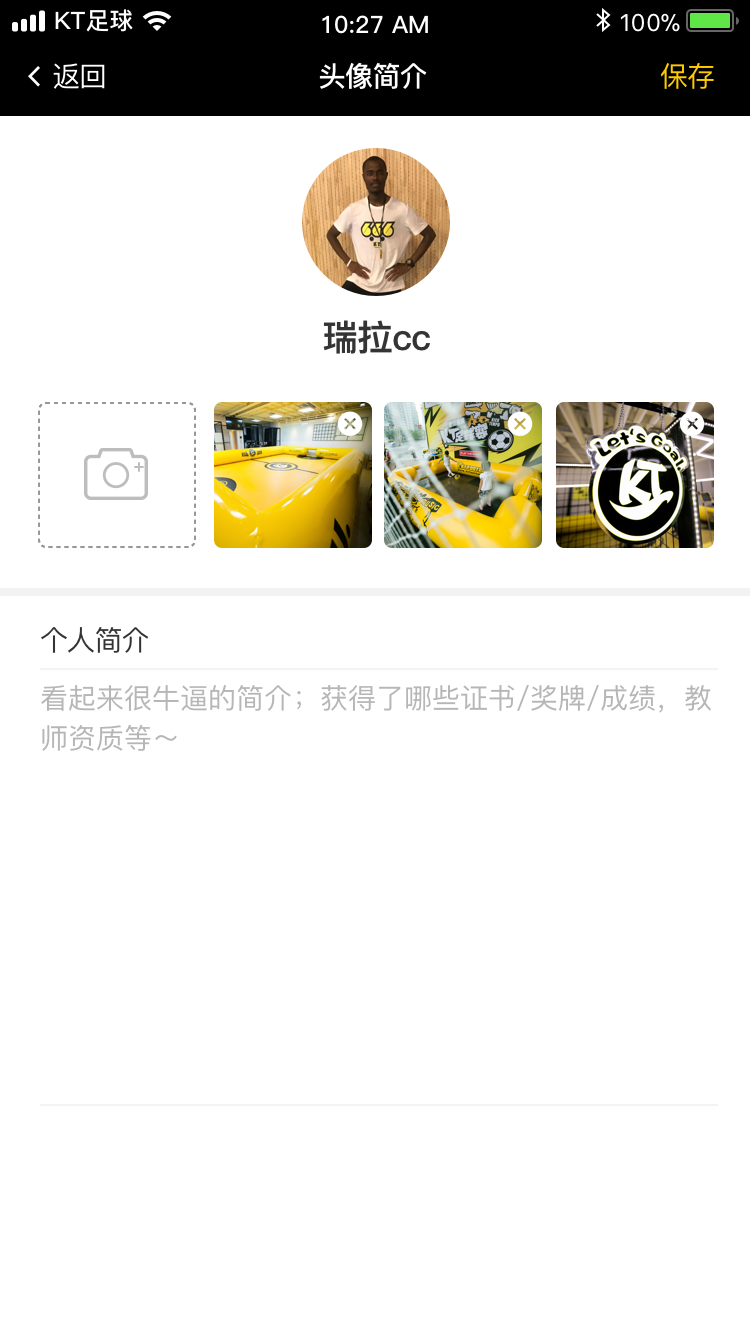 KT足球
10:27 AM
100%
返回
头像简介
保存
666
瑞拉cc
Let's Goal
KT
个人简介
看起来很牛逼的简介；获得了哪些证书/奖牌/成绩，教
师资质等～